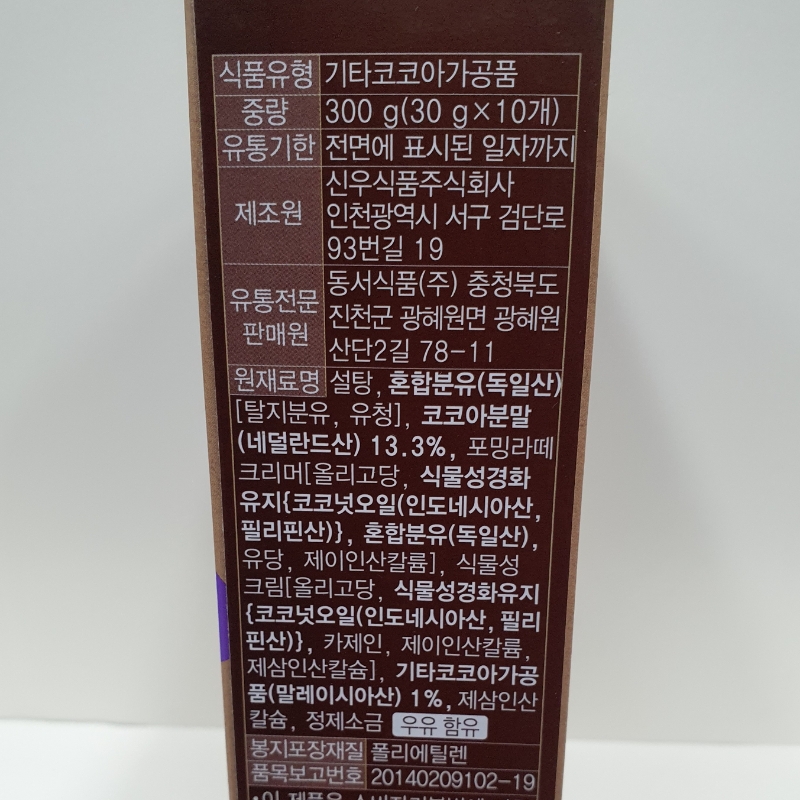 식품유형 기타코코아가공품
중량 300 g(30 g×10개)
유통기한 전면에 표시된 일자까지
제조원 신우식품주식회사
인천광역시 서구 검단로
93번길 19
유통전문
판매원 동서식품(주) 충청북도
진천군 광혜원면 광혜원
산단2길 78-11
원재료명 설탕, 혼합분유(독일산)
[탈지분유, 유청], 코코아분말
(네덜란드산) 13.3%, 포밍라떼
크리머[올리고당, 식물성경화
유지{코코넛오일(인도네시아산,
필리핀산)}, 혼합분유(독일산),
유당, 제이인산칼륨], 식물성
크림[올리고당, 식물성경화유지
{코코넛오일(인도네시아산, 필리
핀산)}, 카제인, 제이인산칼륨,
제삼인산칼슘], 기타코코아가공
품(말레이시아산) 1%, 제삼인산
칼슘, 정제소금 우유 함유
봉지포장재질 폴리에틸렌
품목보고번호 20140209102-19
•이 제품은